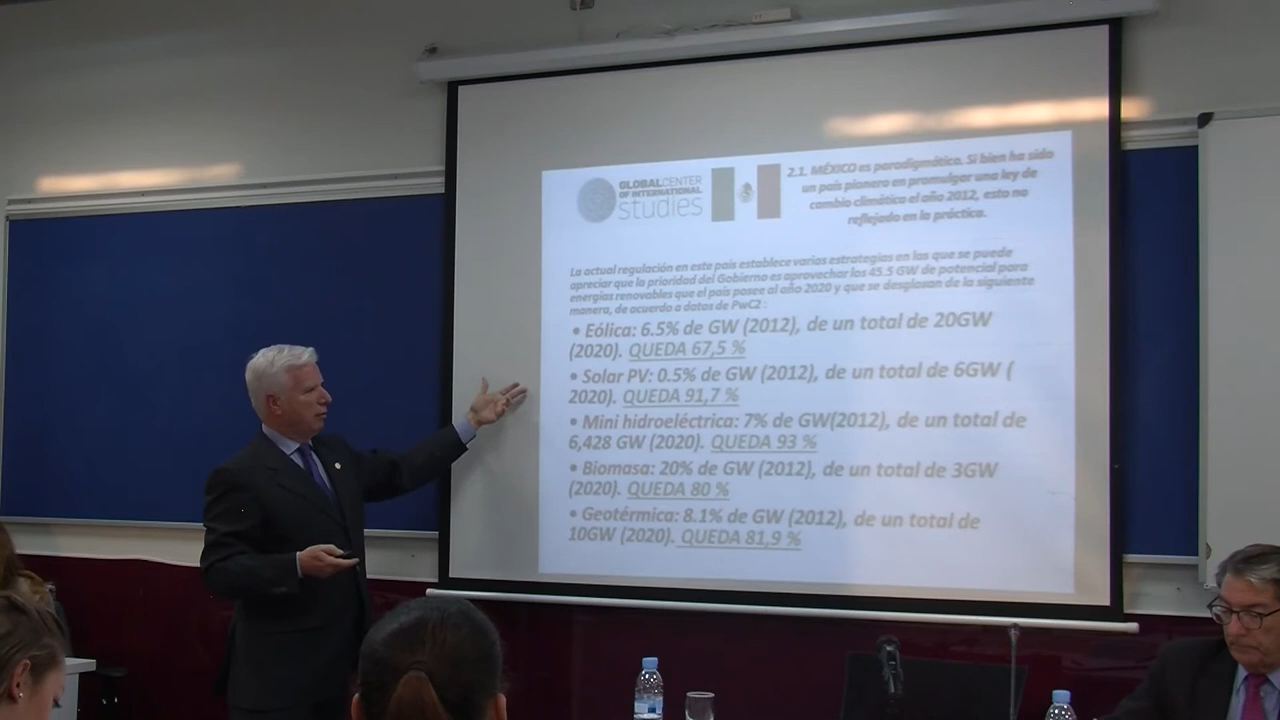 GLOBALCENTER
OF INTERNATIONAL
studies
2.1. MÉXICO es paradigmático. Si bien ha sido
un país pionero en promulgar una ley de
cambio climático el año 2012, esto no
reflejado en la práctica.
La actual regulación en este país establece varias estrategias en las que se puede
apreciar que la prioridad del Gobierno es aprovechar los 45.5 GW de potencial para
energías renovables que el país posee al año 2020 y que se desglosan de la siguiente
manera, de acuerdo a datos de PwC2 :
• Eólica: 6.5% de GW (2012), de un total de 20GW
(2020). QUEDA 67,5 %
• Solar PV: 0.5% de GW (2012), de un total de 6GW (
2020). QUEDA 91,7 %
• Mini hidroeléctrica: 7% de GW(2012), de un total de
6,428 GW (2020). QUEDA 93 %
• Biomasa: 20% de GW (2012), de un total de 3GW
(2020). QUEDA 80 %
• Geotérmica: 8.1% de GW (2012), de un total de
10GW (2020). QUEDA 81,9 %